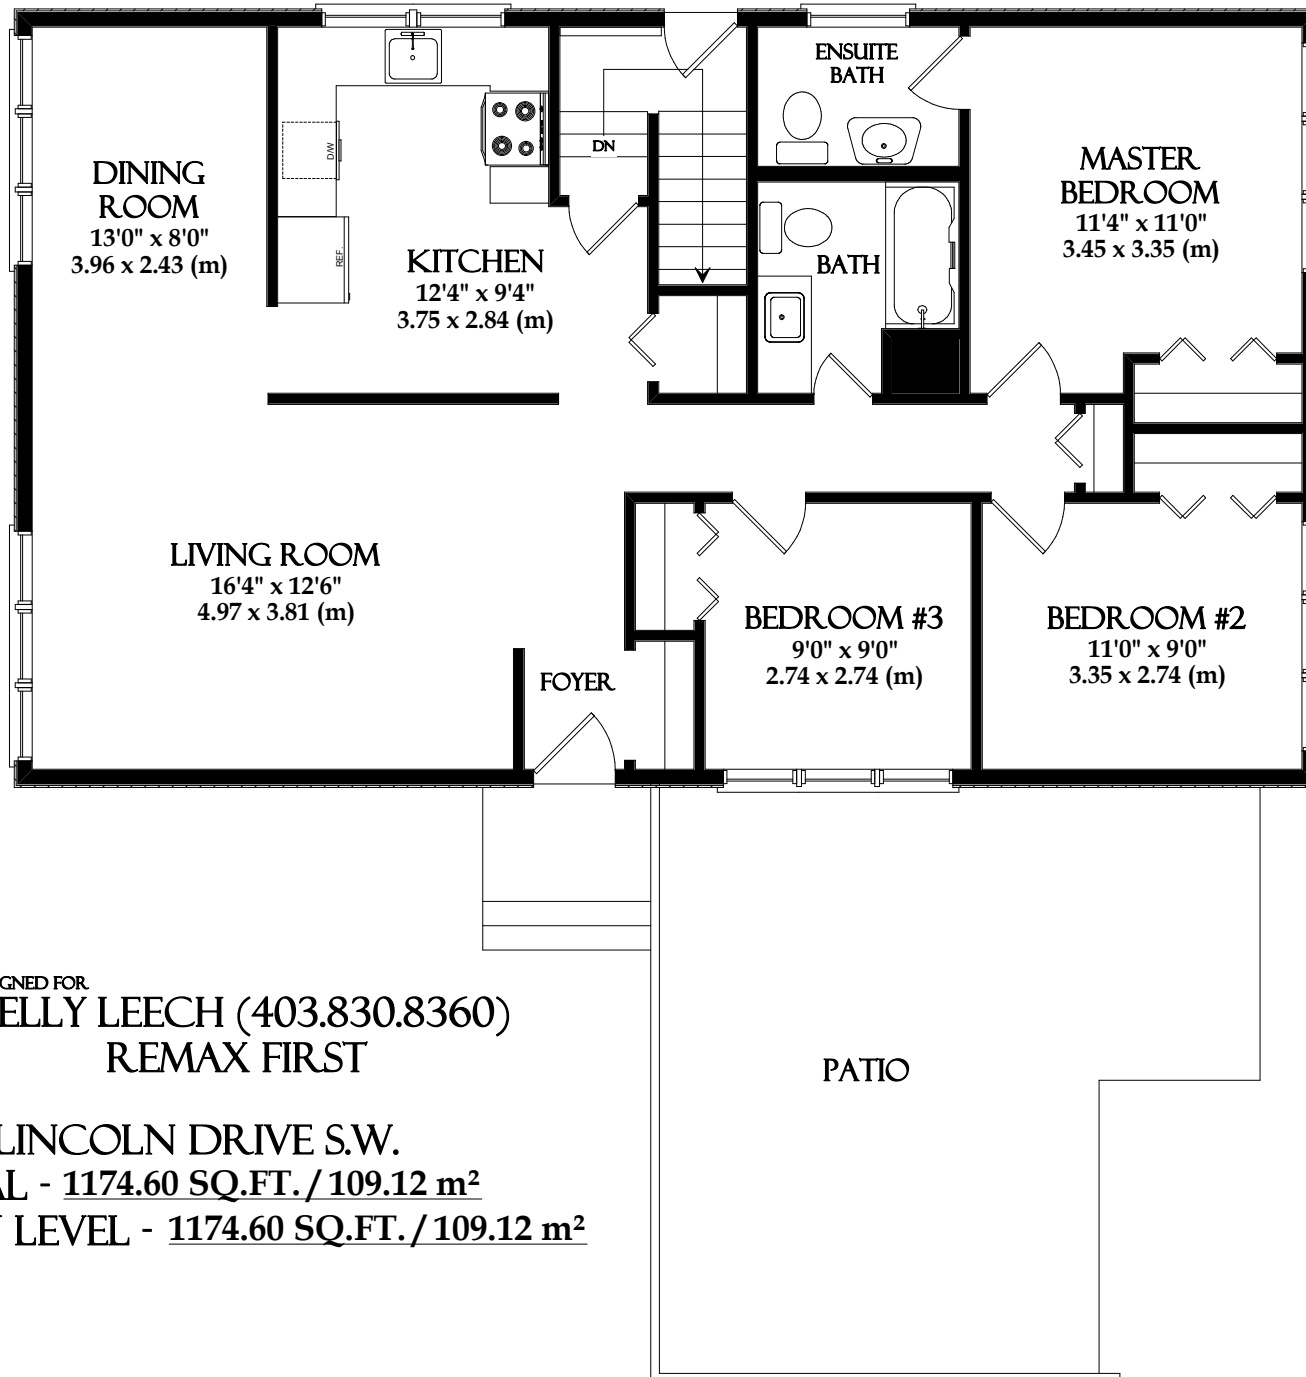 ENSUITE
BATH
DINING
ROOM
13'0" x 8'0"
3.96 x 2.43 (m)
D/W
REF.
KITCHEN
12'4" x 9'4"
3.75 x 2.84 (m)
DN
BATH
MASTER
BEDROOM
11'4" x 11'0"
3.45 x 3.35 (m)
LIVING ROOM
16'4" x 12'6"
4.97 x 3.81 (m)
FOYER
BEDROOM #3
9'0" x 9'0"
2.74 x 2.74 (m)
BEDROOM #2
11'0" x 9'0"
3.35 x 2.74 (m)
PATIO
GNED FOR
ELLY LEECH (403.830.8360)
REMAX FIRST
LINCOLN DRIVE S.W.
AL - 1174.60 SQ.FT. / 109.12 m²
LEVEL - 1174.60 SQ.FT. / 109.12 m²